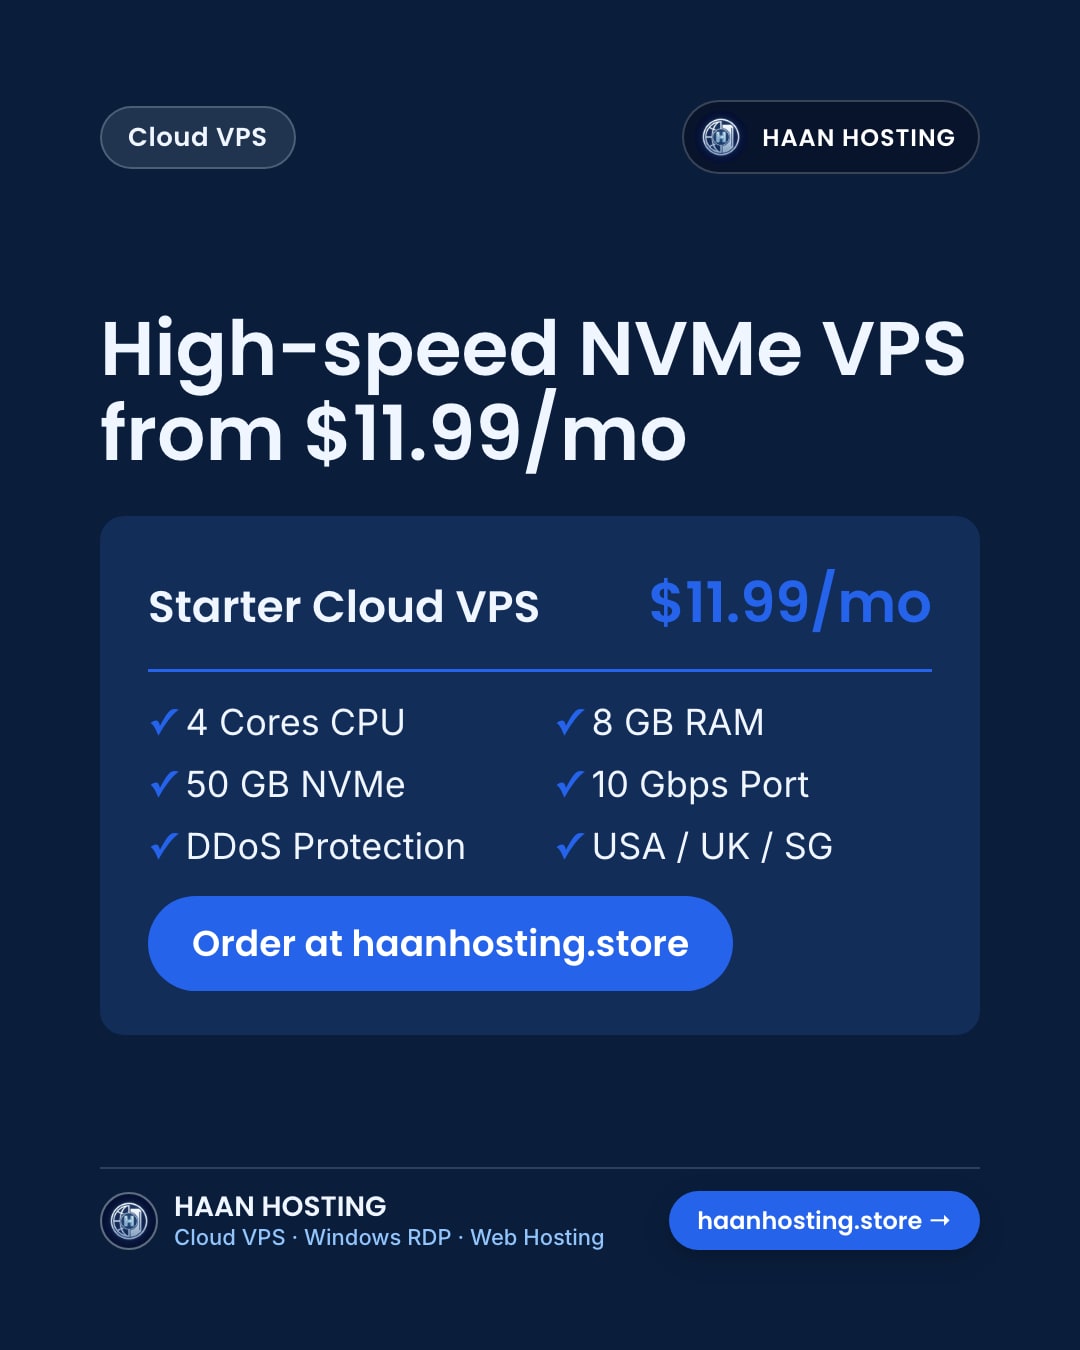 Cloud VPS
HAAN HOSTING
High-speed NVMe VPS
from $11.99/mo
Starter Cloud VPS
$11.99/mo
✓ 4 Cores CPU
✓ 8 GB RAM
✓ 50 GB NVMe
✓ 10 Gbps Port
✓ DDoS Protection
✓ USA / UK / SG
Order at haanhosting.store
HAAN HOSTING
Cloud VPS · Windows RDP · Web Hosting
haanhosting.store →